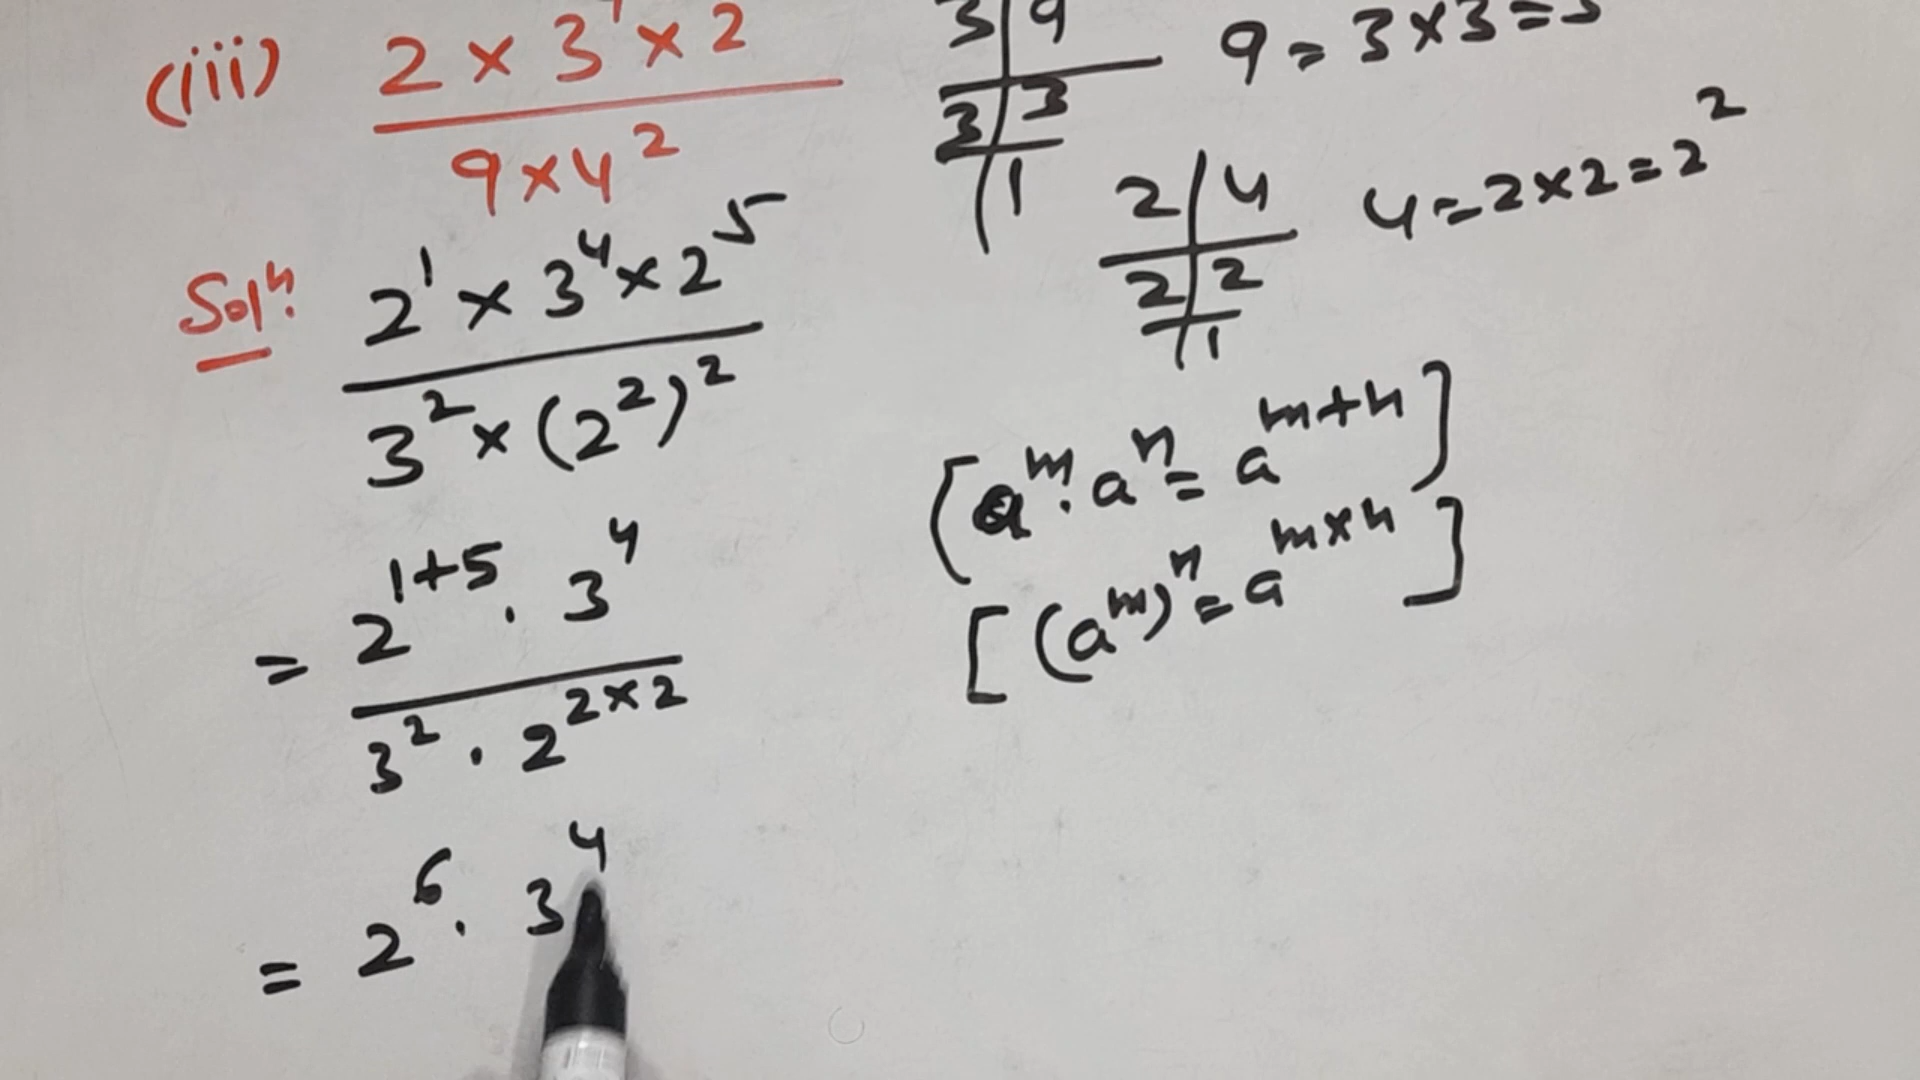 (iii) 2 × 3 × 2
9 × 4²
3 | 9
3 | 3
1
9 = 3×3 =
2 | 4
2 | 2
1
4 = 2×2 = 2²
Solⁿ:
2¹ × 3⁴ × 2⁵
3² × (2²)²
[aᵐ · aⁿ = aᵐ⁺ⁿ]
[(aᵐ)ⁿ = aᵐˣⁿ]
= 2¹⁺⁵ · 3⁴
3² · 2²ˣ²
= 2⁶ · 3⁴